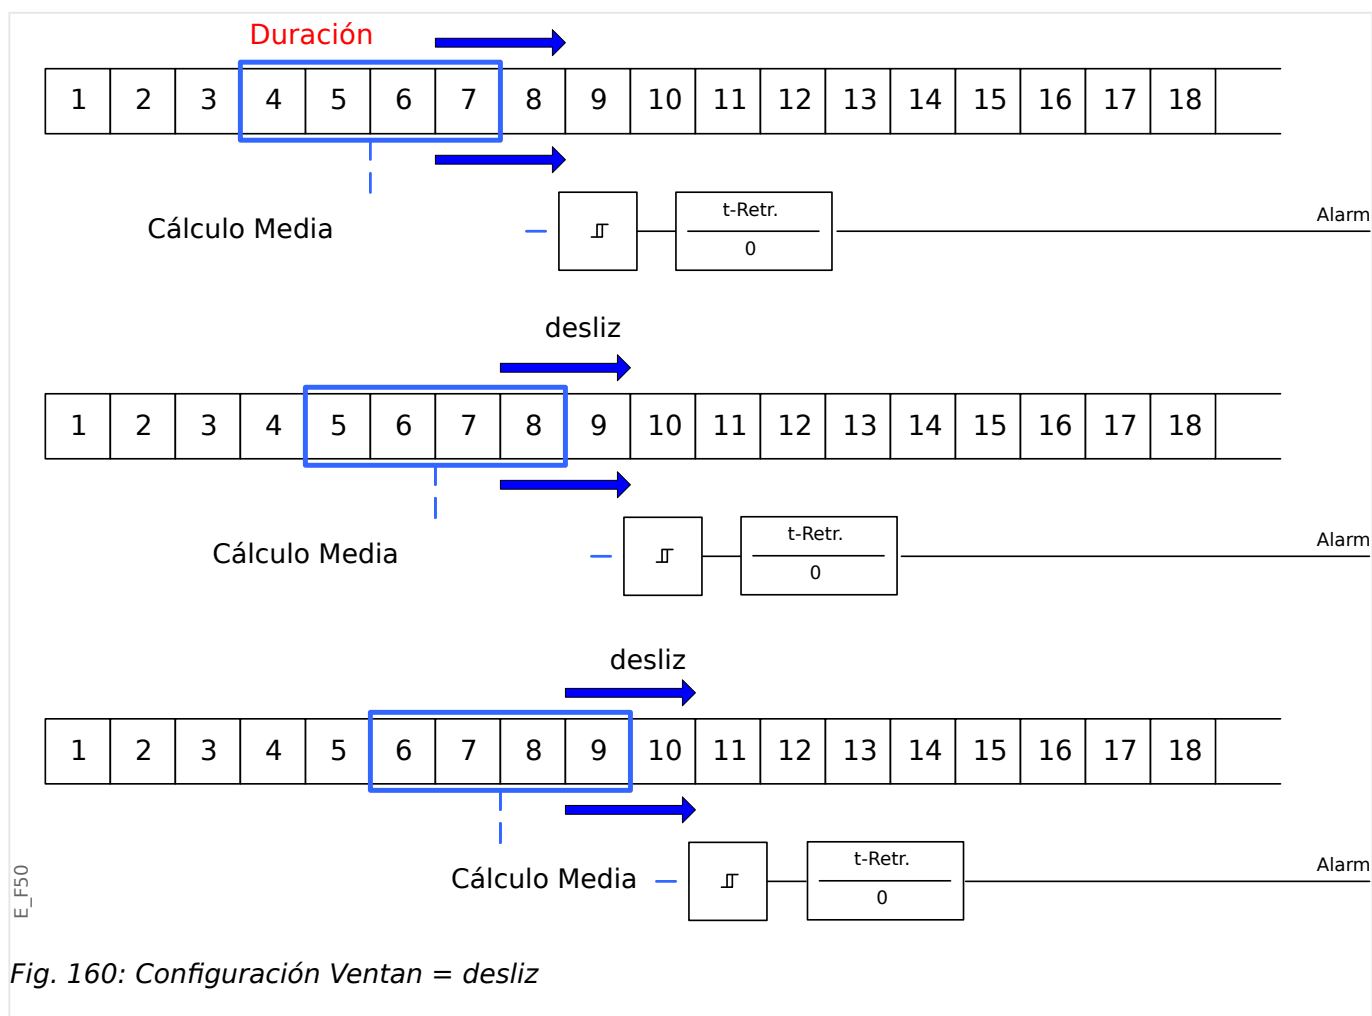 Duración
1 2 3 4 5 6 7 8 9 10 11 12 13 14 15 16 17 18
t-Retr.
0
Cálculo Media
Alarm
desliz
1 2 3 4 5 6 7 8 9 10 11 12 13 14 15 16 17 18
t-Retr.
0
Cálculo Media
Alarm
desliz
1 2 3 4 5 6 7 8 9 10 11 12 13 14 15 16 17 18
t-Retr.
0
Cálculo Media
Alarm
E_F50
Fig. 160: Configuración Ventan = desliz